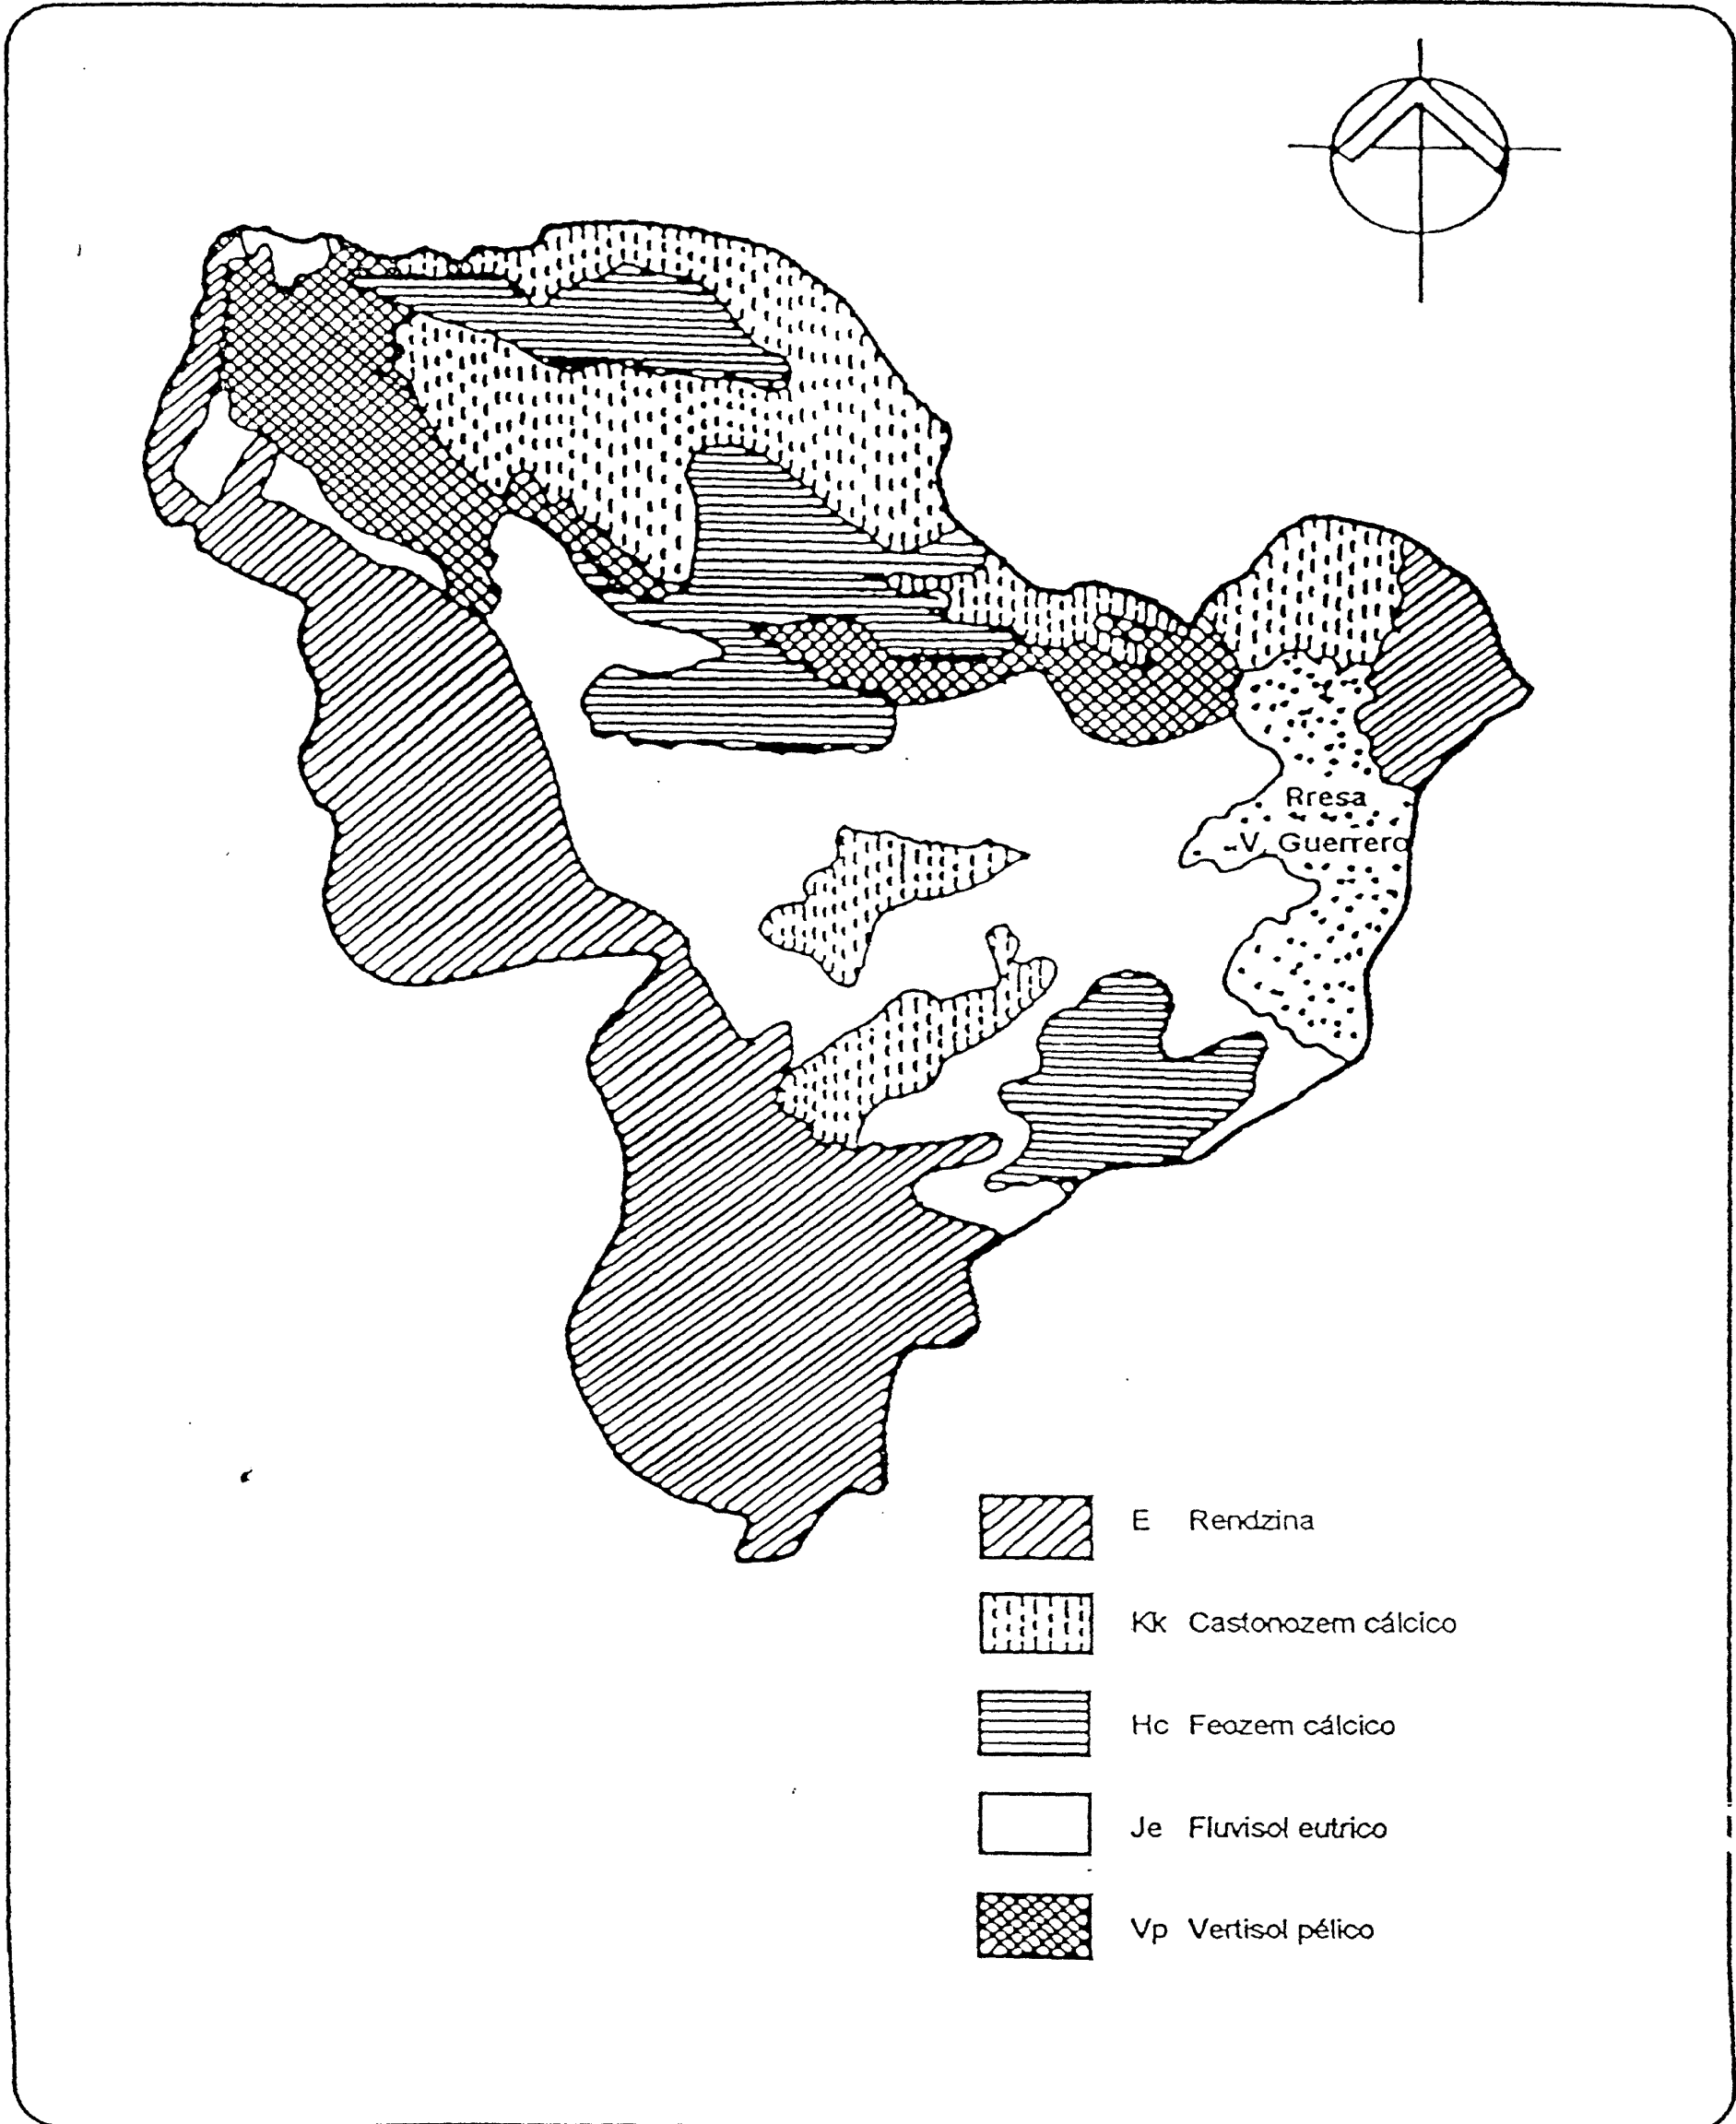 Rresa
V. Guerrero
E Rendzina
Kk Castonozem cálcico
Hc Feozem cálcico
Je Fluvisol eutrico
Vp Vertisol pélico